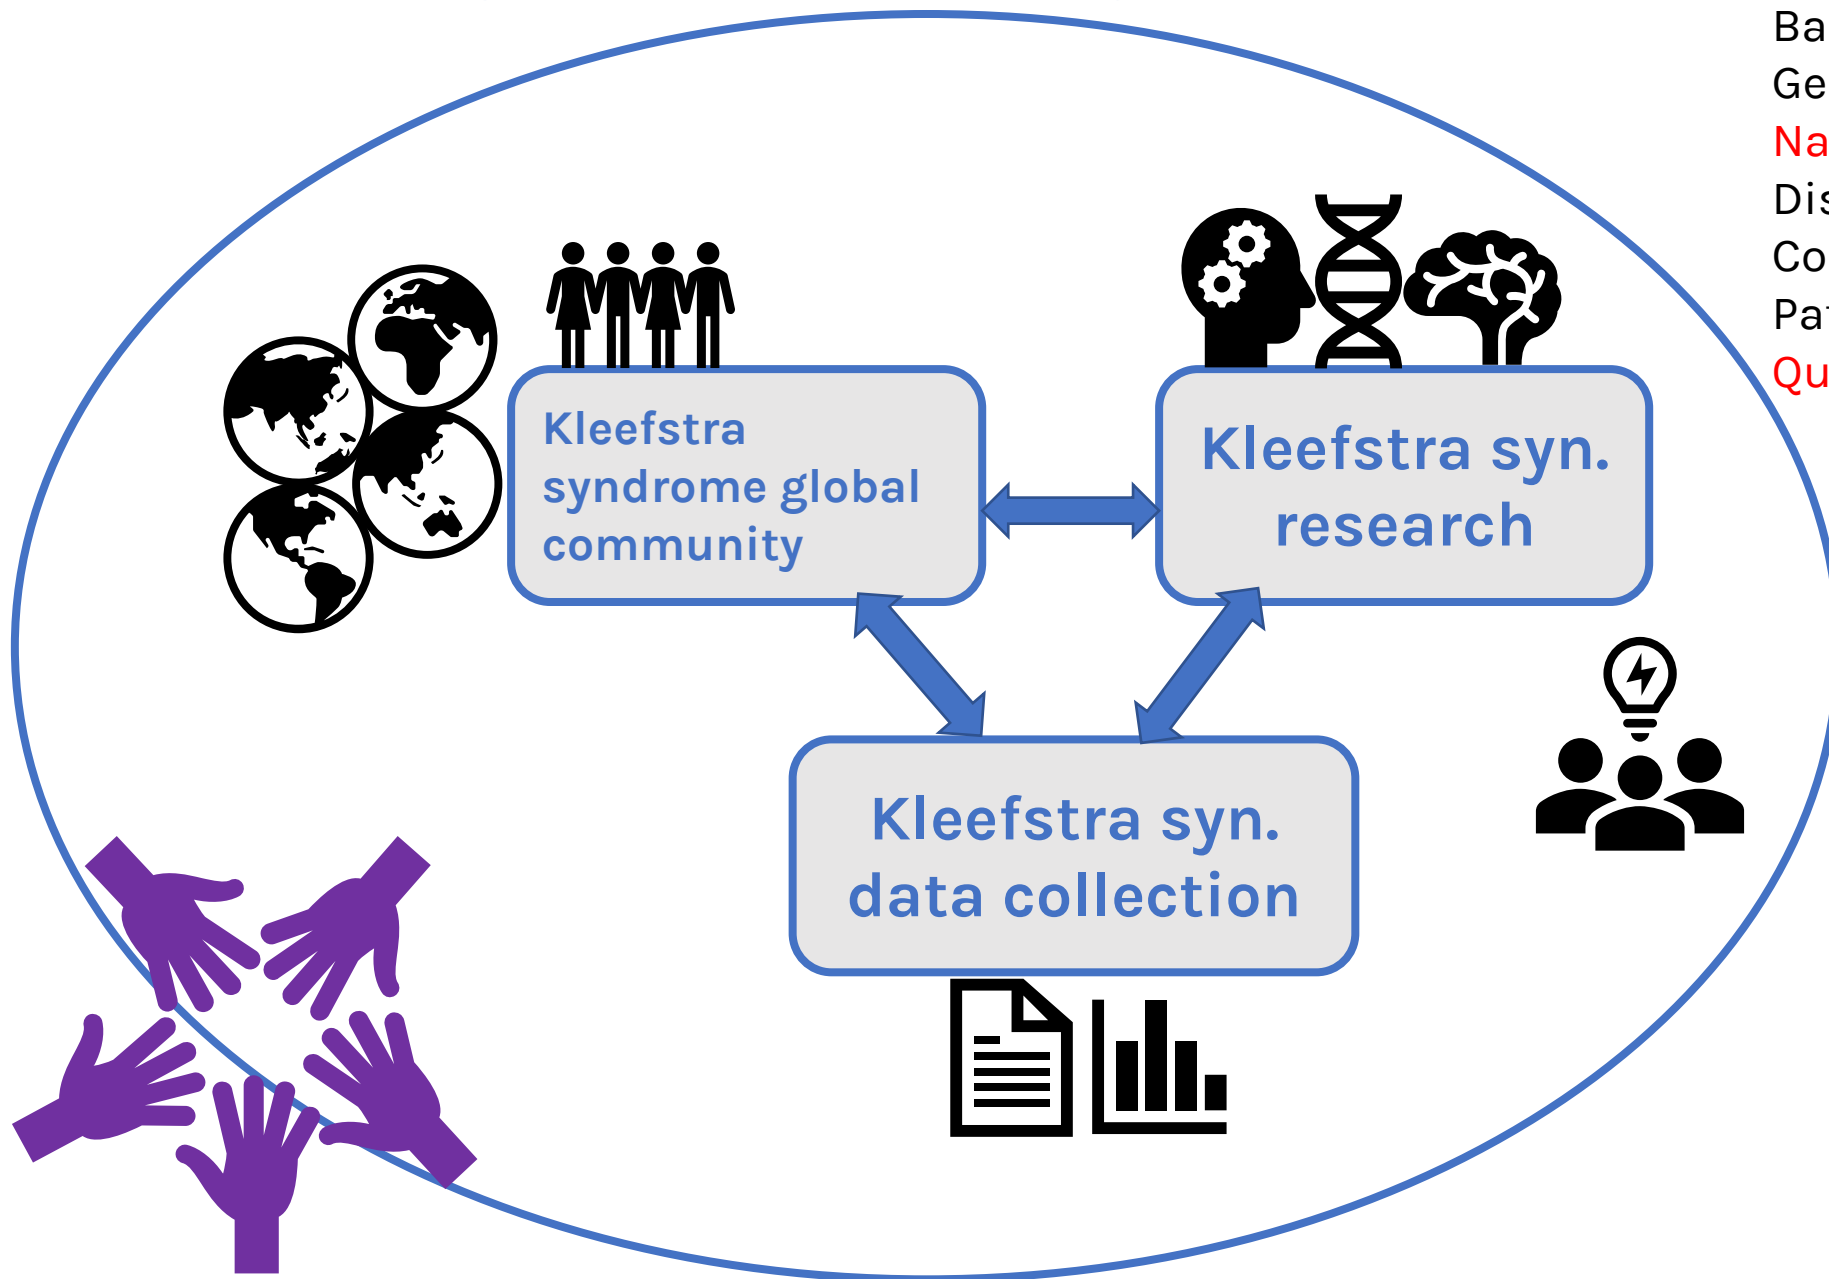 Kleefstra
syndrome global
community
Kleefstra syn.
research
Kleefstra syn.
data collection